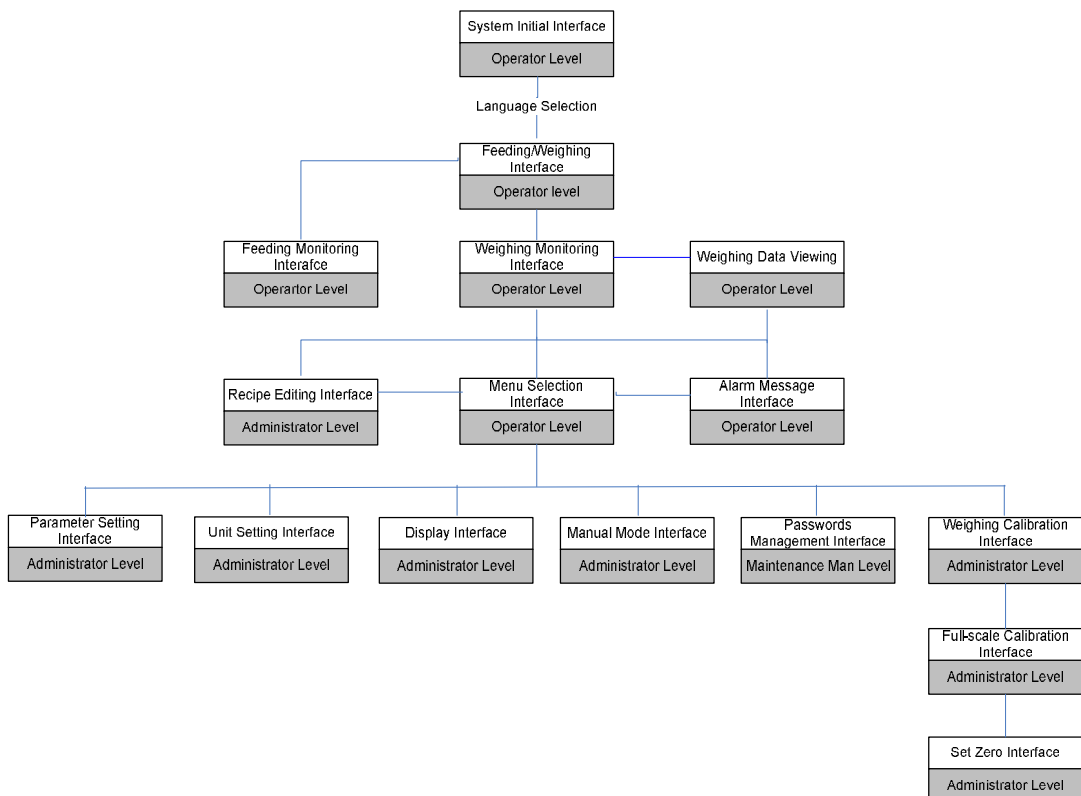 System Initial Interface
Operator Level
Language Selection
Feeding/Weighing
Interface
Operator level
Feeding Monitoring
Interafce
Operartor Level
Weighing Monitoring
Interface
Operator Level
Weighing Data Viewing
Operator Level
Recipe Editing Interface
Administrator Level
Menu Selection
Interface
Operator Level
Alarm Message
Interface
Operator Level
Parameter Setting
Interface
Administrator Level
Unit Setting Interface
Administrator Level
Display Interface
Administrator Level
Manual Mode Interface
Administrator Level
Passwords
Management Interface
Maintenance Man Level
Weighing Calibration
Interface
Administrator Level
Full-scale Calibration
Interface
Administrator Level
Set Zero Interface
Administrator Level